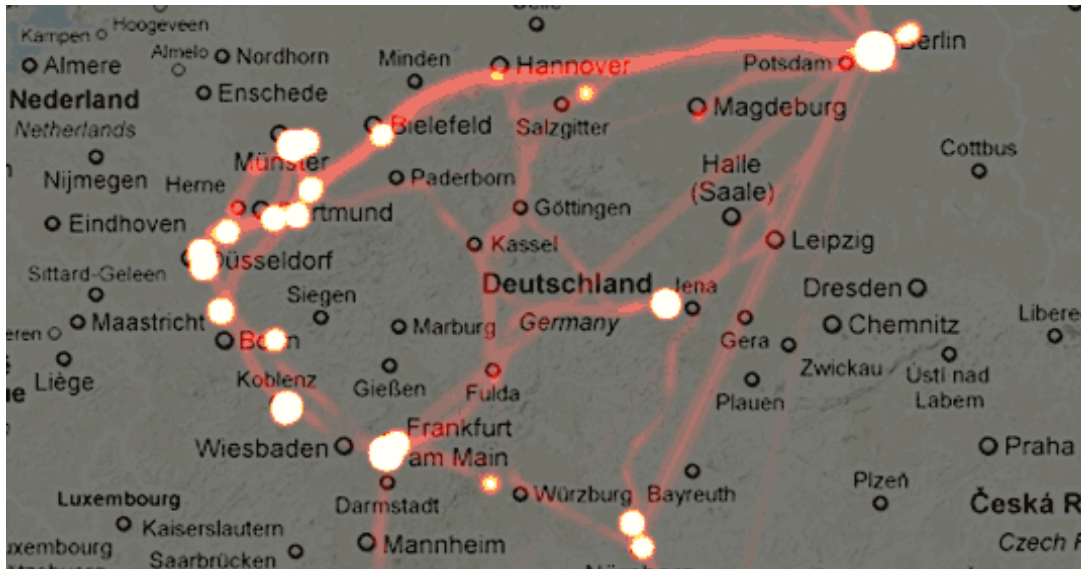 Hoogeveen
Kampen
Almelo
Nordhorn
Minden
Hannover
Berlin
Almere
Potsdam
Nederland
Enschede
Netherlands
Bielefeld
Salzgitter
Magdeburg
Münster
Halle
(Saale)
Cottbus
Nijmegen
Herne
Paderborn
Eindhoven
Göttingen
Kassel
Leipzig
Düsseldorf
Sittard-Geleen
Siegen
Deutschland
Germany
Jena
Dresden
Maastricht
Marburg
Gera
Chemnitz
Zwickau
Liège
Koblenz
Gießen
Fulda
Plauen
Ústí nad
Labem
Wiesbaden
Frankfurt
am Main
Praha
Luxembourg
Darmstadt
Würzburg
Bayreuth
Plzeň
Kaiserslautern
Saarbrücken
Mannheim
Česká R
Czech F